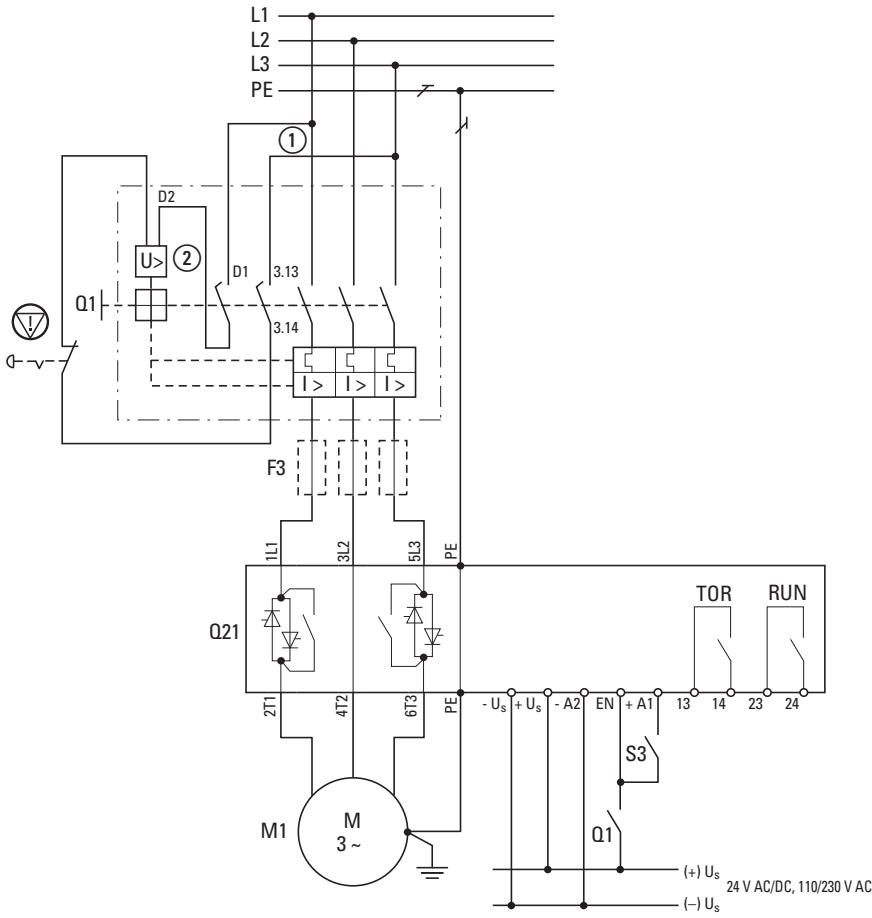 L1
L2
L3
PE
1
D2
U>
2
D1
3.13
Q1
3.14
!
I > I > I >
F3
1L1
3L2
5L3
PE
Q21
TOR
RUN
2T1
4T2
6T3
PE
- Us + Us - A2 EN + A1 13 14 23 24
S3
M1
M
3 ~
Q1
(+) Us
24 V AC/DC, 110/230 V AC
(–) Us